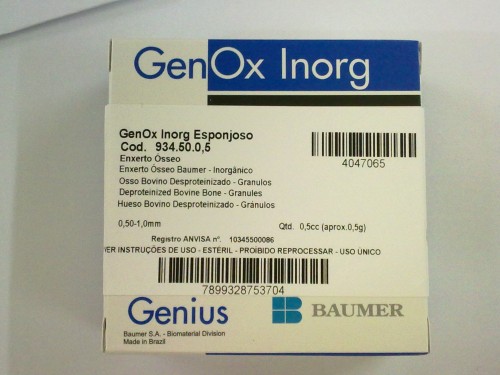 GenOx Inorg
GenOx Inorg Esponjoso
Cod. 934.50.0,5
Enxerto Ósseo
Enxerto Ósseo Baumer - Inorgânico
Osso Bovino Desproteinizado - Granulos
Deproteinized Bovine Bone - Granules
Hueso Bovino Desproteinizado - Gránulos
4047065
0,50-1,0mm Qtd. 0,5cc (aprox.0,5g)
Registro ANVISA nº. 10345500086
VER INSTRUÇÕES DE USO - ESTÉRIL - PROIBIDO REPROCESSAR - USO ÚNICO
7899328753704
Genius BAUMER
Baumer S.A. - Biomaterial Division
Made in Brazil